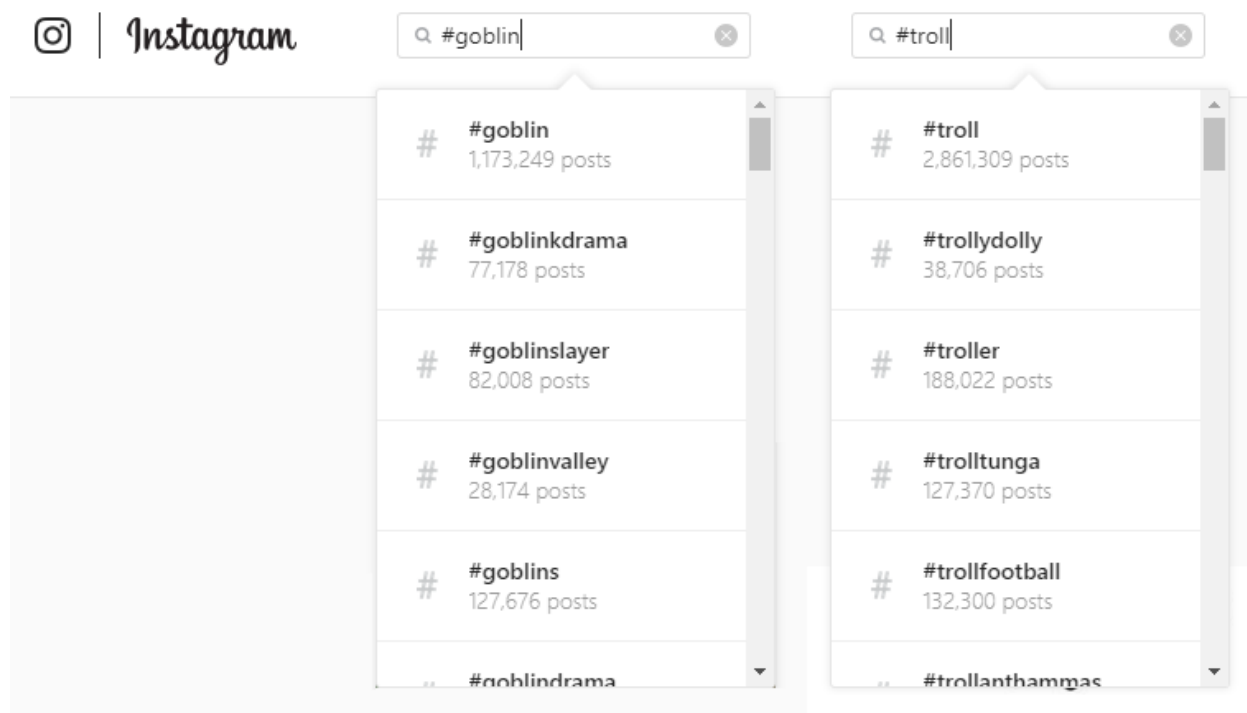 Instagram
#goblin
#goblin
1,173,249 posts
#goblinkdrama
77,178 posts
#goblinslayer
82,008 posts
#goblinvalley
28,174 posts
#goblins
127,676 posts
#goblindrama
#troll
#troll
2,861,309 posts
#trollydolly
38,706 posts
#troller
188,022 posts
#trolltunga
127,370 posts
#trollfootball
132,300 posts
#trollanthammas